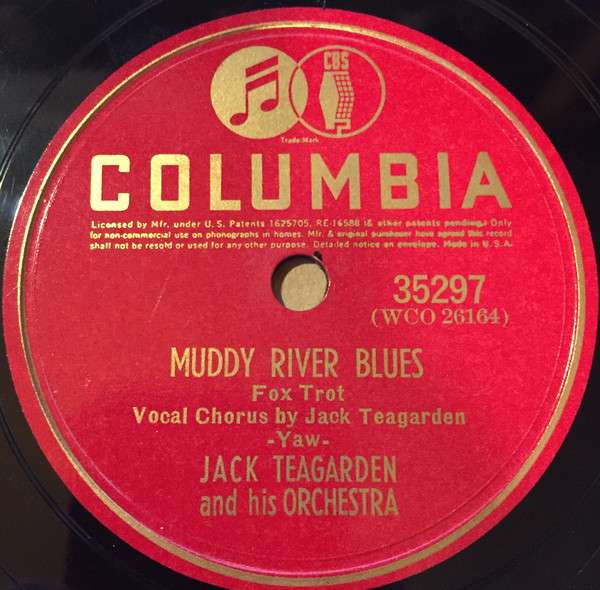 CBS
Trade Mark
COLUMBIA
Licensed by Mfr. under U. S. Patents 1625705, RE-16588 (& other patents pending.) Only
for non-commercial use on phonographs in homes. Mfr. & original purchaser have agreed this record
shall not be resold or used for any other purpose. Detailed notice on envelope. Made in U. S. A.
35297
(WCO 26164)
MUDDY RIVER BLUES
Fox Trot
Vocal Chorus by Jack Teagarden
-Yaw-
JACK TEAGARDEN
and his ORCHESTRA